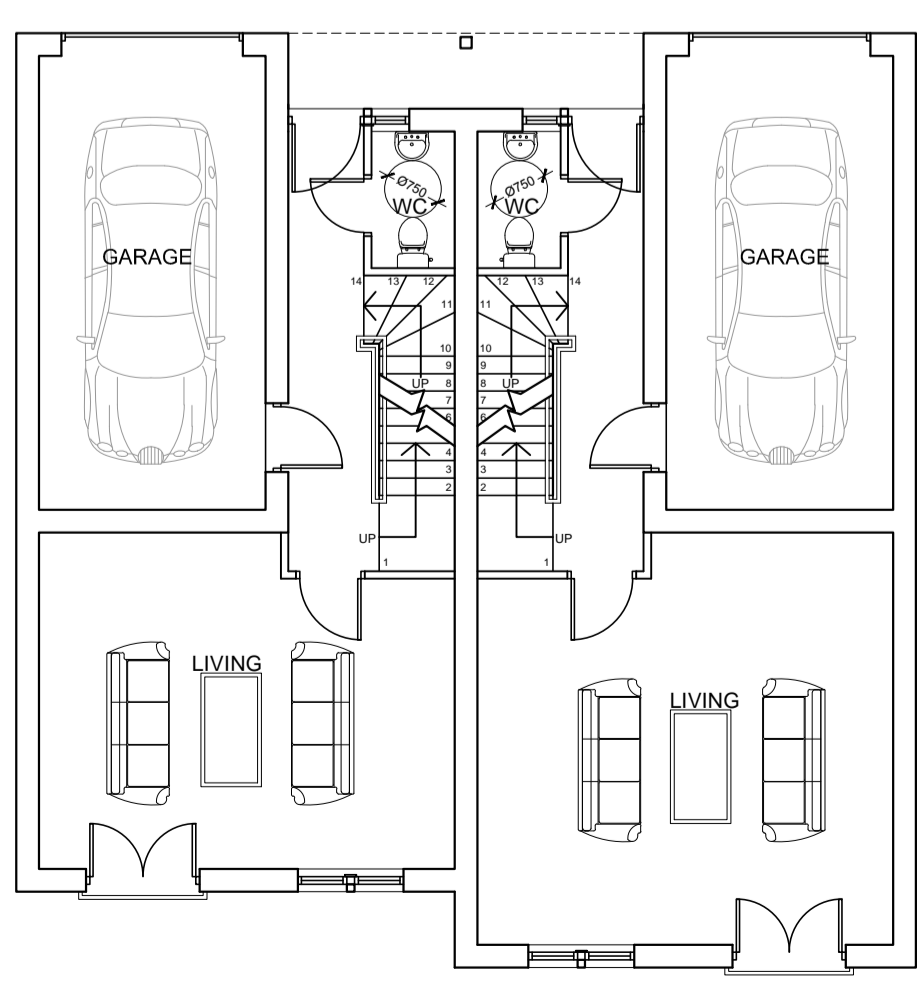 Ø750 Ø750
WC WC
GARAGE GARAGE
14 13 12 12 13 14
11 11
10 10
9 9
8 UP UP 8
7 7
6 6
4 4
3 3
2 2
UP UP
1 1
LIVING
LIVING